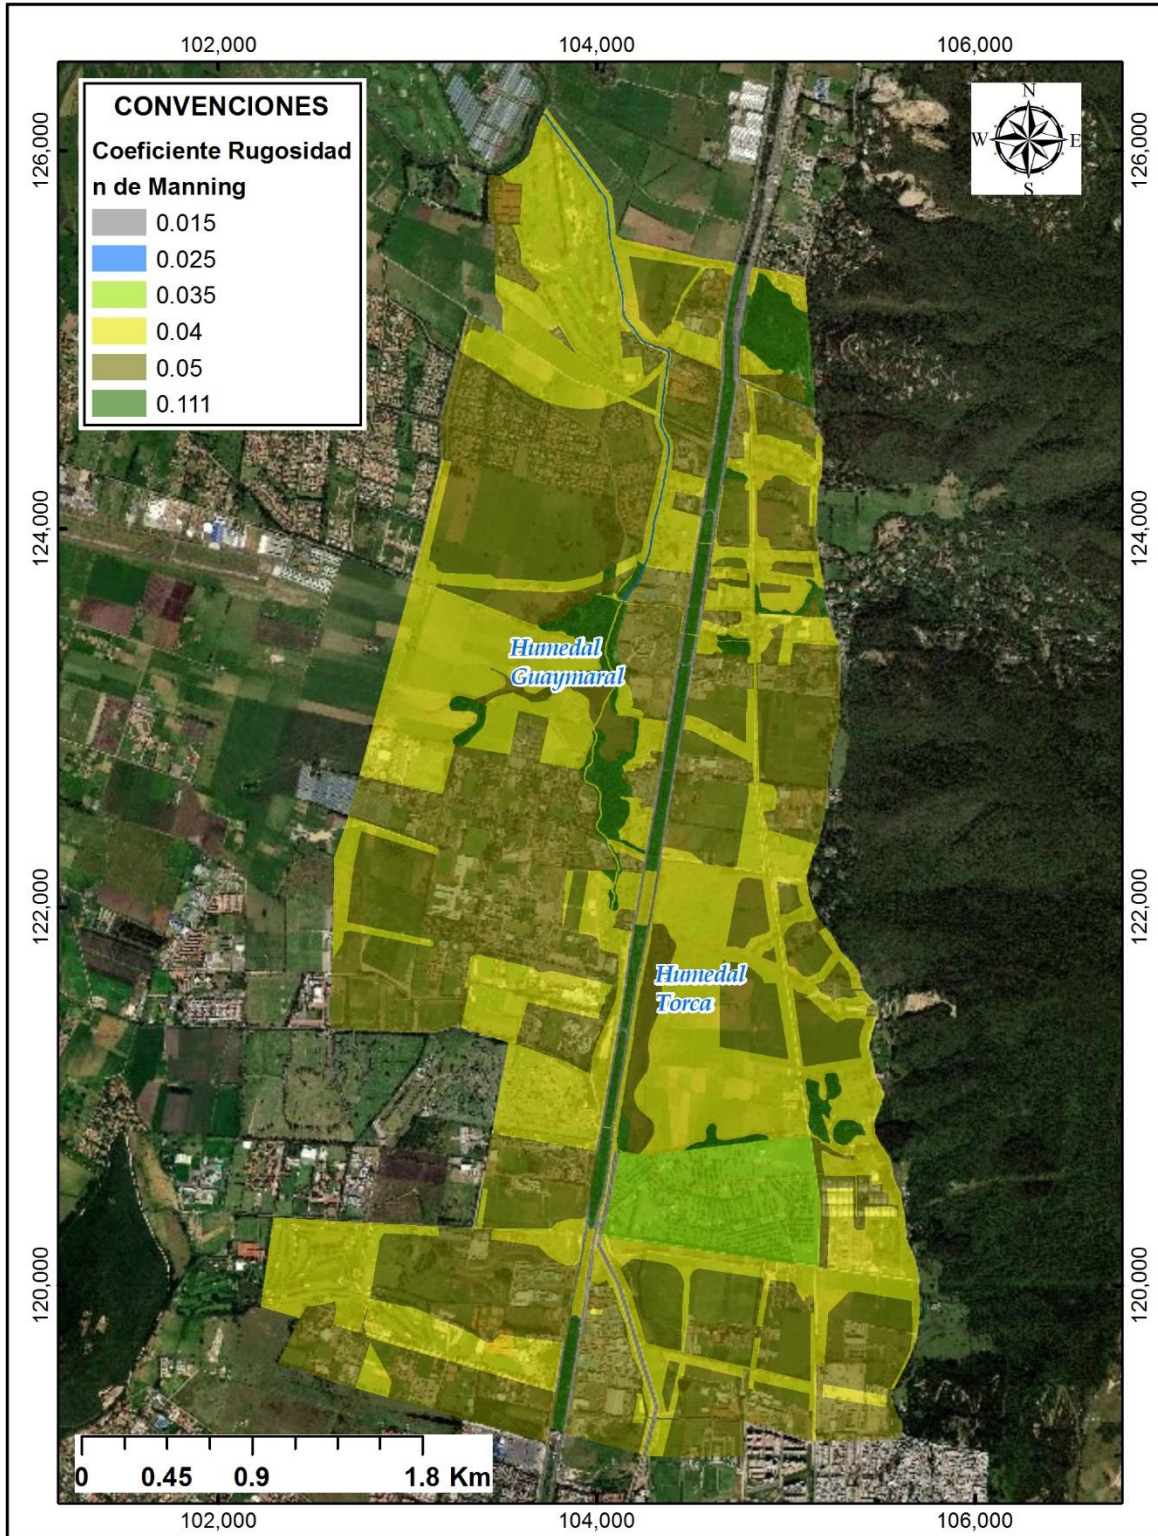 102,000
104,000
106,000
CONVENCIONES
Coeficiente Rugosidad
n de Manning
0.015
0.025
0.035
0.04
0.05
0.111
N
W
E
S
126,000
126,000
124,000
124,000
Humedal
Guaymaral
122,000
122,000
Humedal
Torca
120,000
120,000
0 0.45 0.9 1.8 Km
102,000
104,000
106,000